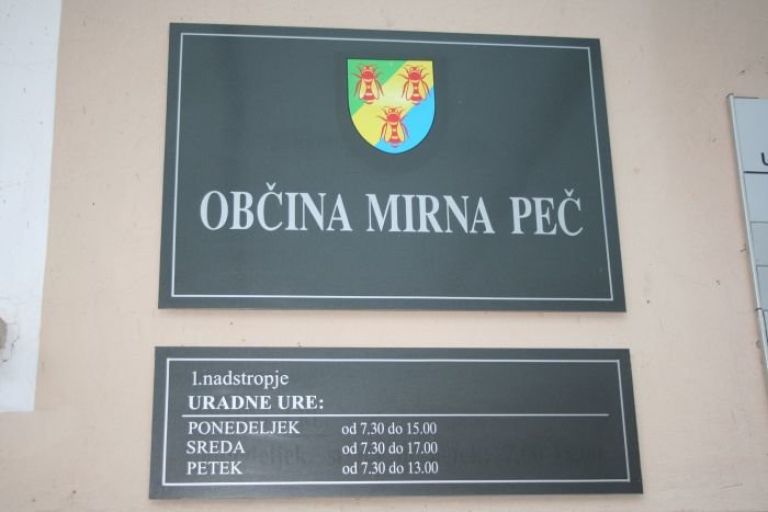 OBČINA MIRNA PEČ
1.nadstropje
URADNE URE:
PONEDELJEK od 7.30 do 15.00
SREDA od 7.30 do 17.00
PETEK od 7.30 do 13.00